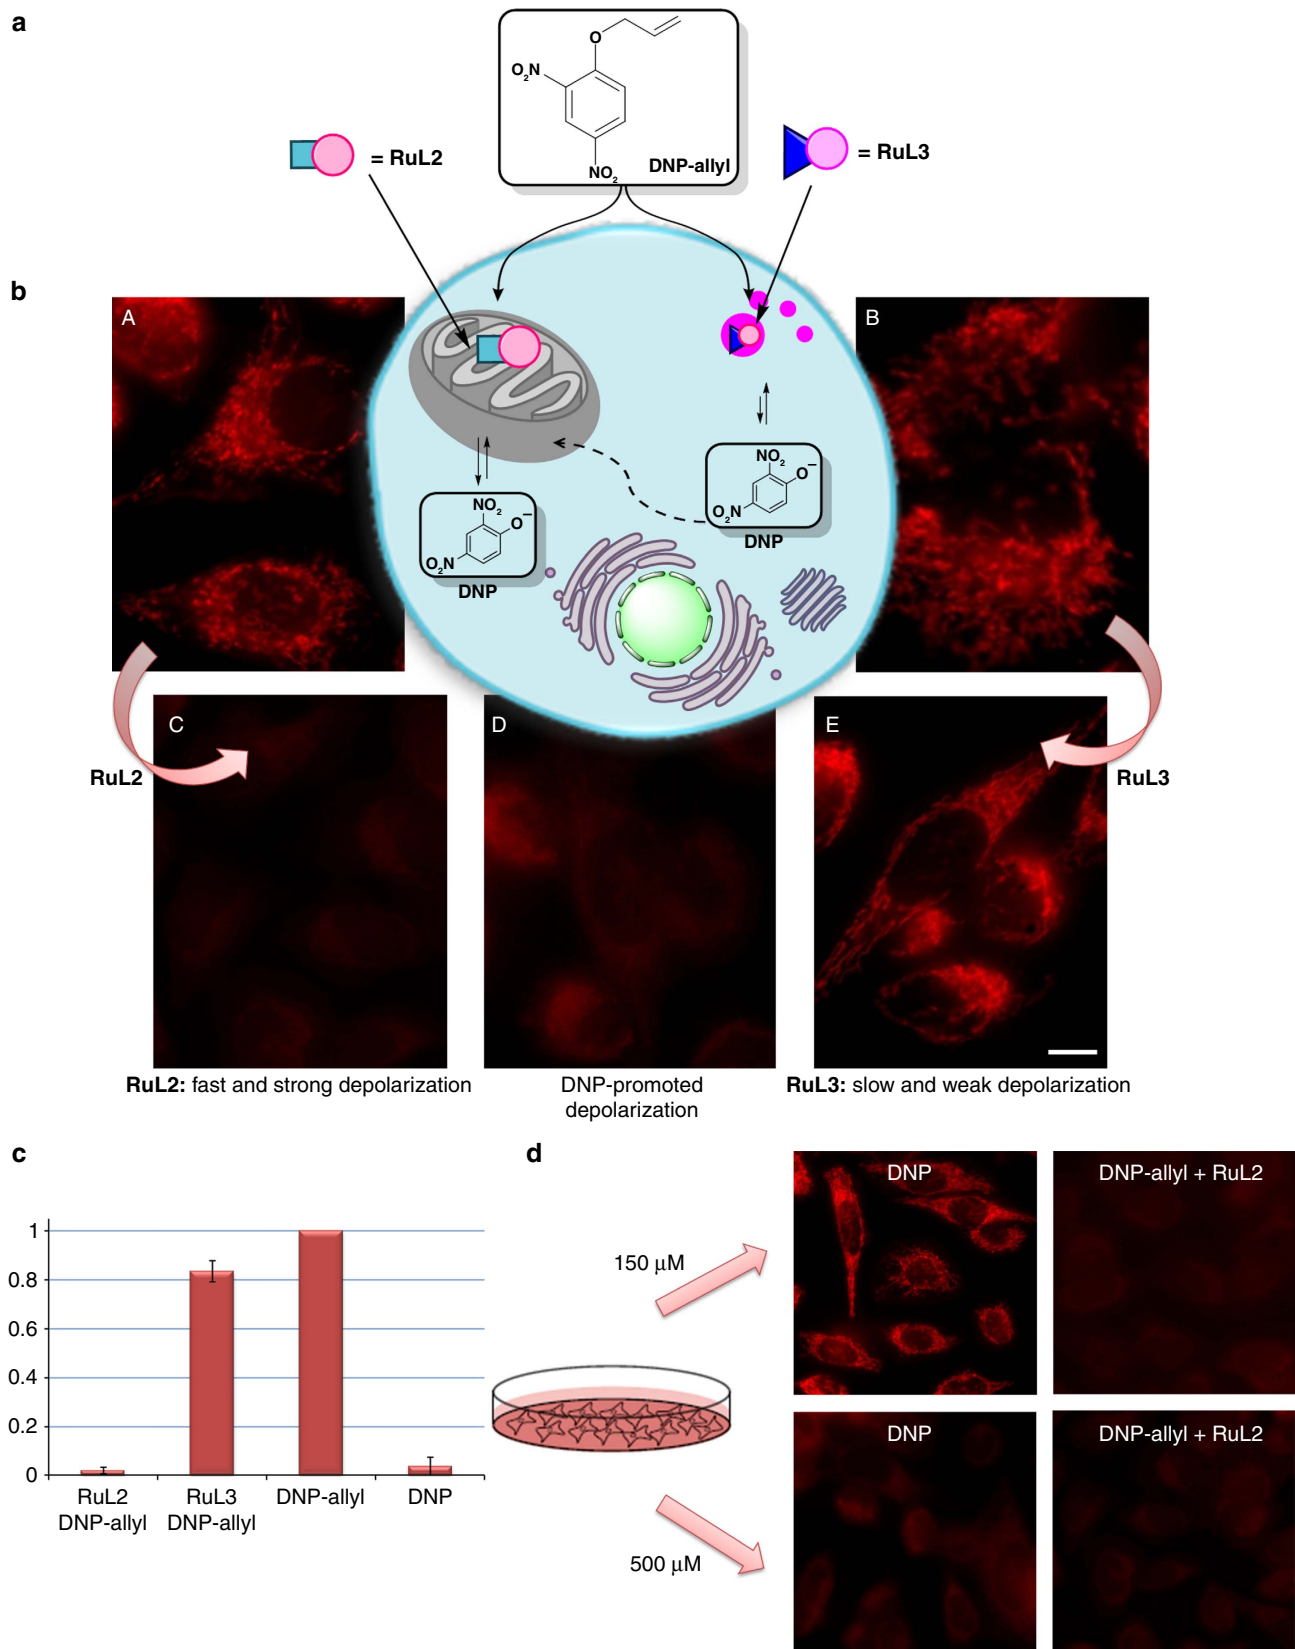 a
O
O2N
NO2
DNP-allyl
= RuL2
= RuL3
b
A
B
NO2
O−
O2N
DNP
NO2
O−
O2N
DNP
C
D
E
RuL2
RuL3
RuL2: fast and strong depolarization
DNP-promoted
depolarization
RuL3: slow and weak depolarization
c
1
0.8
0.6
0.4
0.2
0
RuL2
DNP-allyl
RuL3
DNP-allyl
DNP-allyl
DNP
d
150 μM
500 μM
DNP
DNP-allyl + RuL2
DNP
DNP-allyl + RuL2